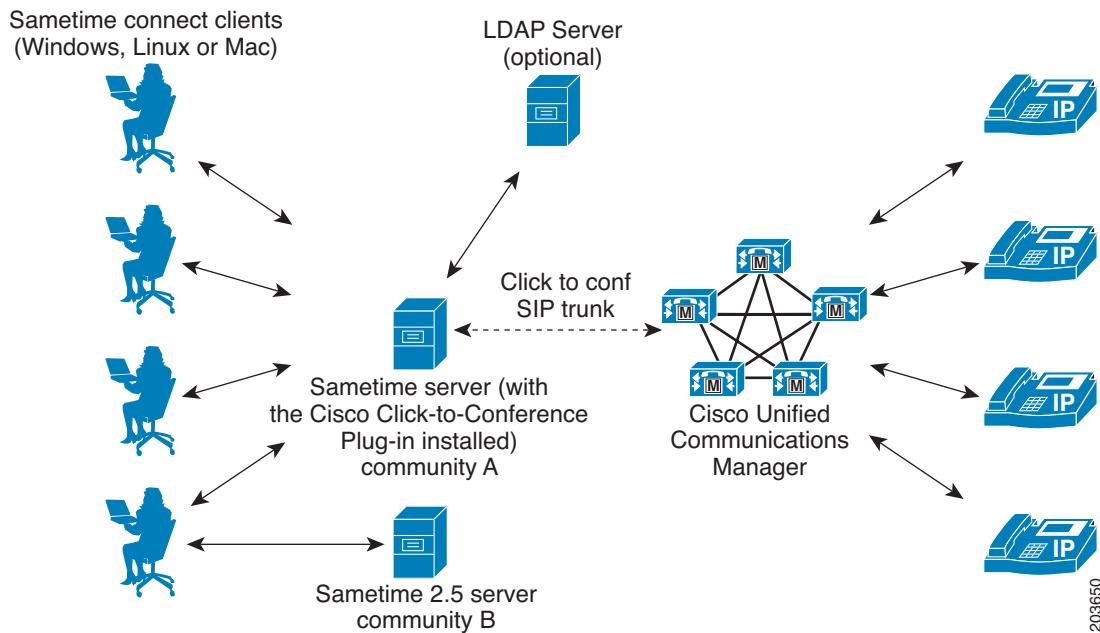 Sametime connect clients
(Windows, Linux or Mac)
LDAP Server
(optional)
IP
IP
Click to conf
SIP trunk
M
M
M
M
M
Sametime server (with
the Cisco Click-to-Conference
Plug-in installed)
community A
Cisco Unified
Communications
Manager
IP
IP
Sametime 2.5 server
community B
203650